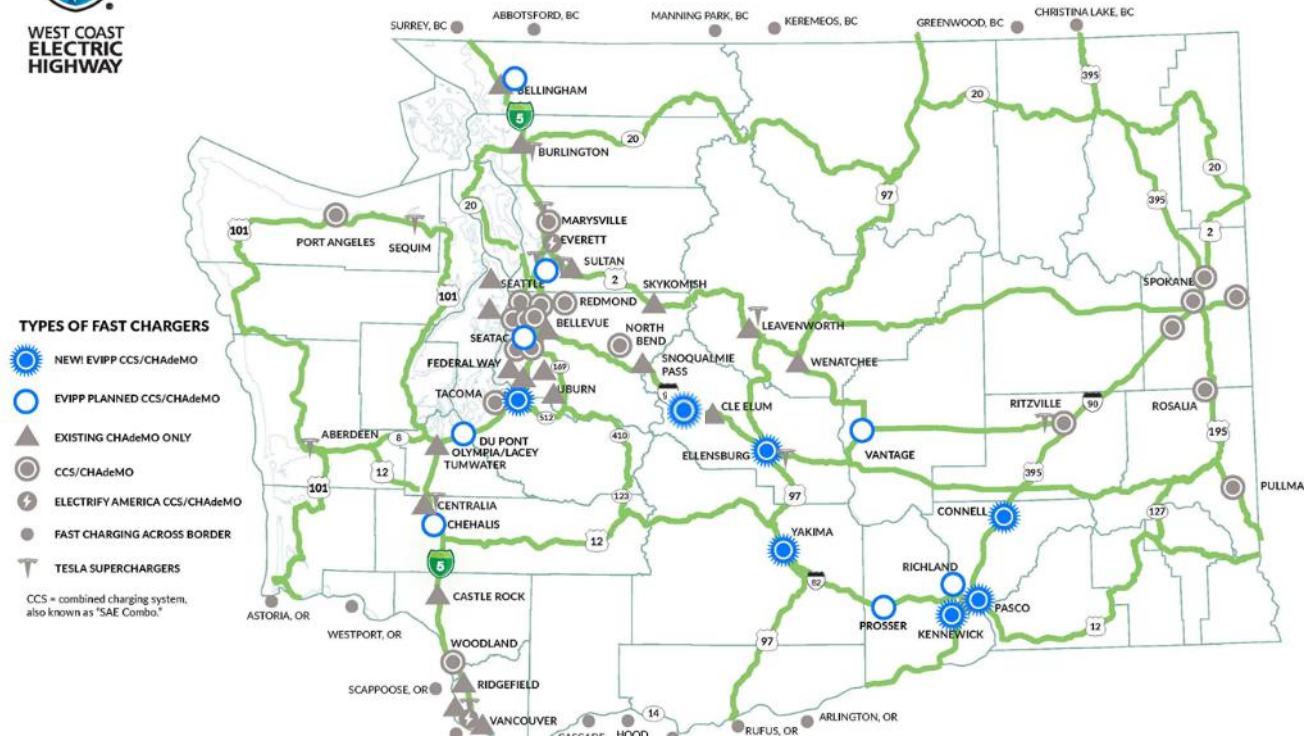 WEST COAST
ELECTRIC
HIGHWAY
SURREY, BC
ABBOTSFORD, BC
MANNING PARK, BC
KEREMEOS, BC
GREENWOOD, BC
CHRISTINA LAKE, BC
395
BELLINGHAM
5
20
20
BURLINGTON
20
97
20
395
20
101
PORT ANGELES
SEQUIM
MARYSVILLE
2
EVERETT
SULTAN
2
SPOKANE
101
SEATTLE
SKYKOMISH
REDMOND
TYPES OF FAST CHARGERS
BELLEVUE
LEAVENWORTH
SEATAC
NORTH
BEND
NEW! EVIPP CCS/CHAdeMO
FEDERAL WAY
169
SNOQUALMIE
PASS
WENATCHEE
EVIPP PLANNED CCS/CHAdeMO
TACOMA
UBURN
RITZVILLE
90
ROSALIA
EXISTING CHAdeMO ONLY
512
CLE ELUM
ABERDEEN
8
DU PONT
OLYMPIA/LACEY
TUMWATER
410
ELLENSBURG
VANTAGE
195
CCS/CHAdeMO
12
395
101
97
PULLMA
ELECTRIFY AMERICA CCS/CHAdeMO
CENTRALIA
123
CONNELL
127
CHEHALIS
FAST CHARGING ACROSS BORDER
12
YAKIMA
TESLA SUPERCHARGERS
5
RICHLAND
82
CCS = combined charging system,
also known as "SAE Combo."
CASTLE ROCK
PASCO
ASTORIA, OR
PROSSER
KENNEWICK
12
WESTPORT, OR
97
WOODLAND
SCAPPOOSE, OR
RIDGEFIELD
14
VANCOUVER
ARLINGTON, OR
RUFUS, OR
HOOD